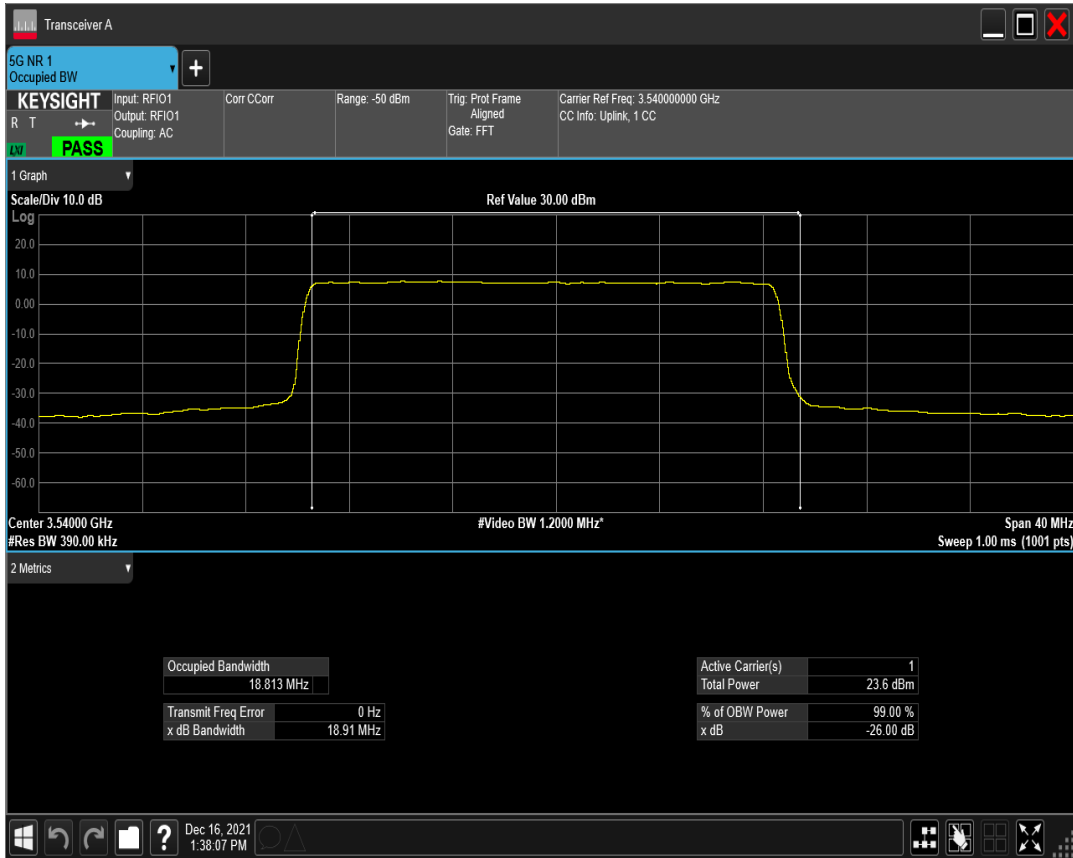 Transceiver A
5G NR 1
Occupied BW
KEYSIGHT
R T
LXI
PASS
Input: RFIO1
Output: RFIO1
Coupling: AC
Corr CCorr
Range: -50 dBm
Trig: Prot Frame
Aligned
Gate: FFT
Carrier Ref Freq: 3.540000000 GHz
CC Info: Uplink, 1 CC
1 Graph
Scale/Div 10.0 dB
Ref Value 30.00 dBm
Log
20.0
10.0
0.00
-10.0
-20.0
-30.0
-40.0
-50.0
-60.0
Center 3.54000 GHz
#Video BW 1.2000 MHz*
Span 40 MHz
#Res BW 390.00 kHz
Sweep 1.00 ms (1001 pts)
2 Metrics
Occupied Bandwidth
18.813 MHz
Transmit Freq Error 0 Hz
x dB Bandwidth 18.91 MHz
Active Carrier(s) 1
Total Power 23.6 dBm
% of OBW Power 99.00 %
x dB -26.00 dB
?
Dec 16, 2021
1:38:07 PM